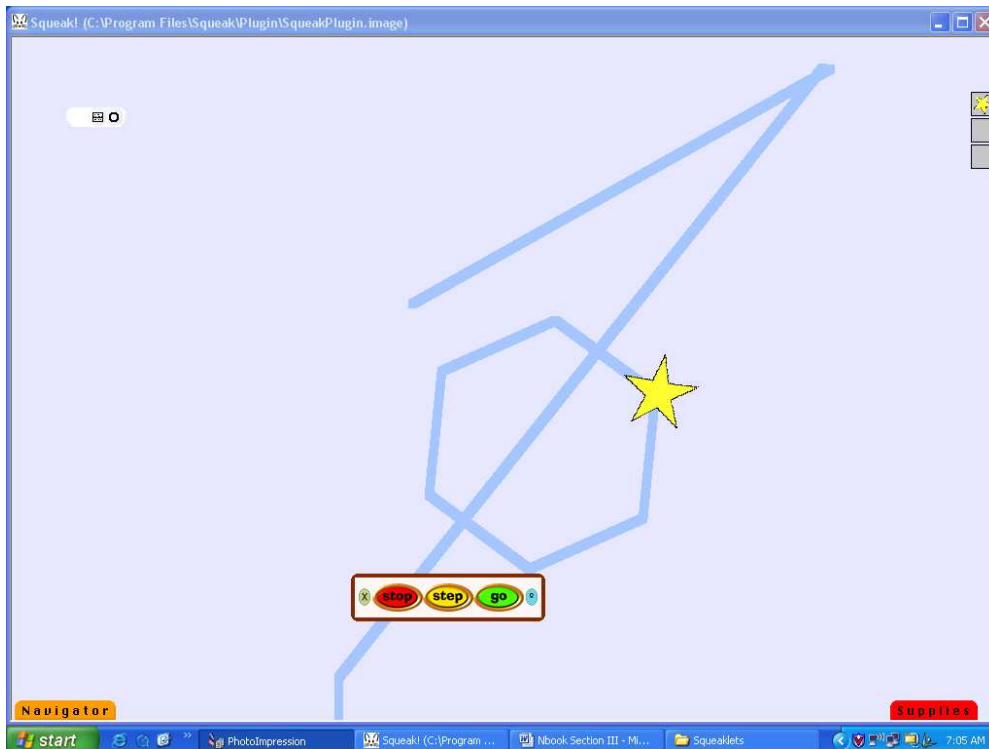 Squeak! (C:\Program Files\Squeak\Plugin\SqueakPlugin.image)
x stop step go
Navigator
Supplies
start
PhotoImpression
Squeak! (C:\Program ...
Nbook Section III - Mi...
Squeaklets
7:05 AM